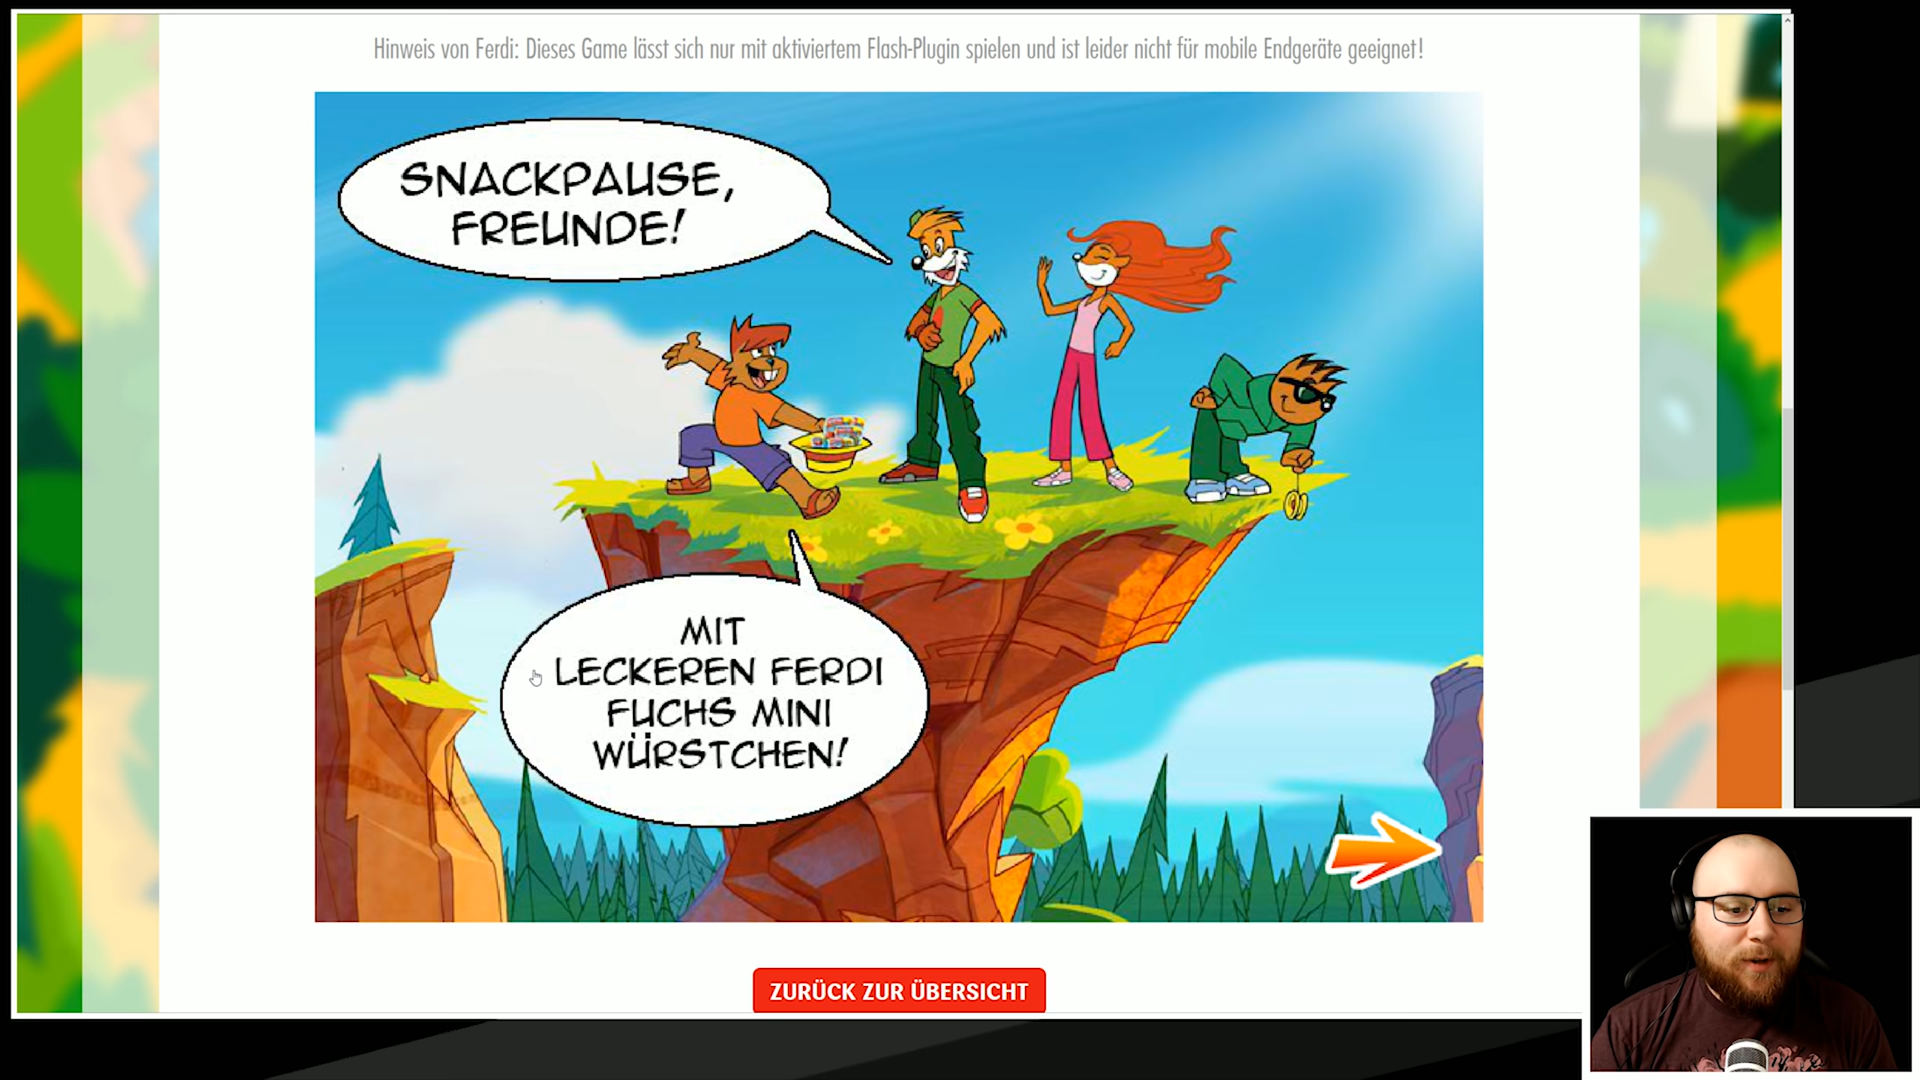 Hinweis von Ferdi: Dieses Game lässt sich nur mit aktiviertem Flash-Plugin spielen und ist leider nicht für mobile Endgeräte geeignet!
SNACKPAUSE,
FREUNDE!
MIT
LECKEREN FERDI
FUCHS MINI
WÜRSTCHEN!
ZURÜCK ZUR ÜBERSICHT